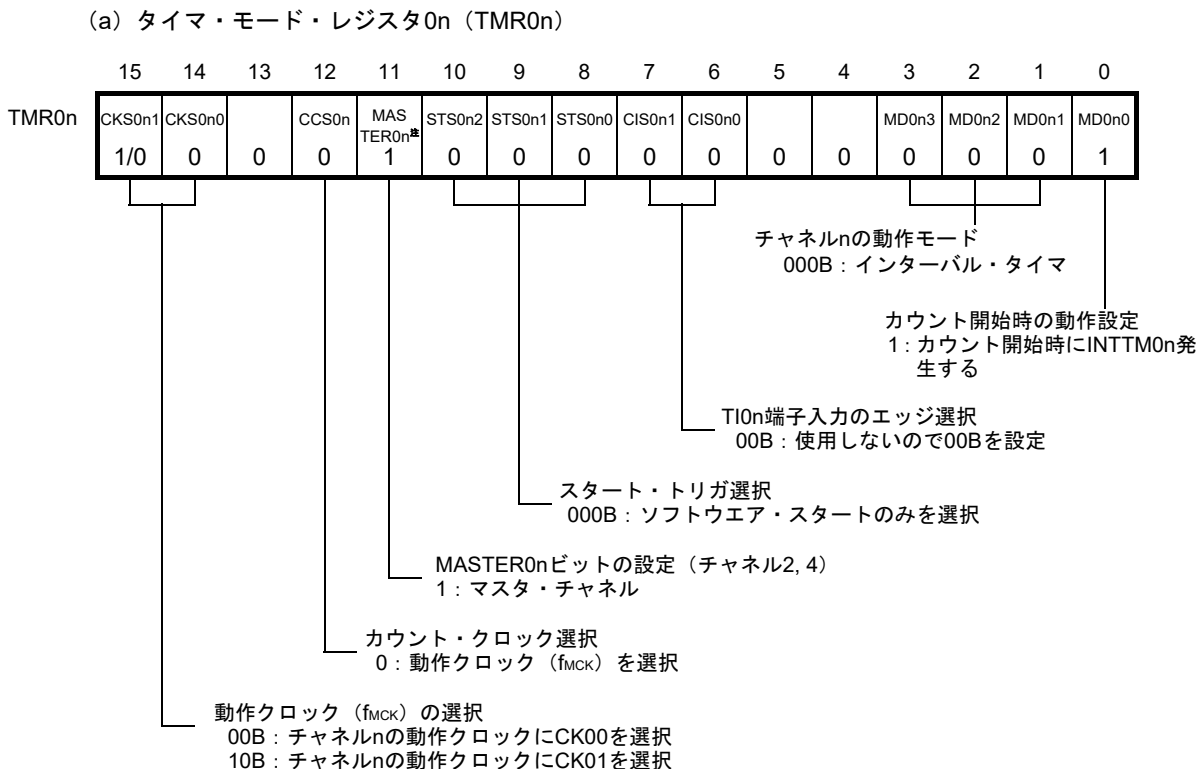 (a) タイマ・モード・レジスタ0n（TMR0n）
15 14 13 12 11 10 9 8 7 6 5 4 3 2 1 0
TMR0n CKS0n1 CKS0n0 CCS0n MAS TER0n注 STS0n2 STS0n1 STS0n0 CIS0n1 CIS0n0 MD0n3 MD0n2 MD0n1 MD0n0
1/0 0 0 0 1 0 0 0 0 0 0 0 0 0 0 1
チャネルnの動作モード
000B：インターバル・タイマ
カウント開始時の動作設定
1：カウント開始時にINTTM0n発
生する
TI0n端子入力のエッジ選択
00B：使用しないので00Bを設定
スタート・トリガ選択
000B：ソフトウエア・スタートのみを選択
MASTER0nビットの設定（チャネル2, 4）
1：マスタ・チャネル
カウント・クロック選択
0：動作クロック（fMCK）を選択
動作クロック（fMCK）の選択
00B：チャネルnの動作クロックにCK00を選択
10B：チャネルnの動作クロックにCK01を選択